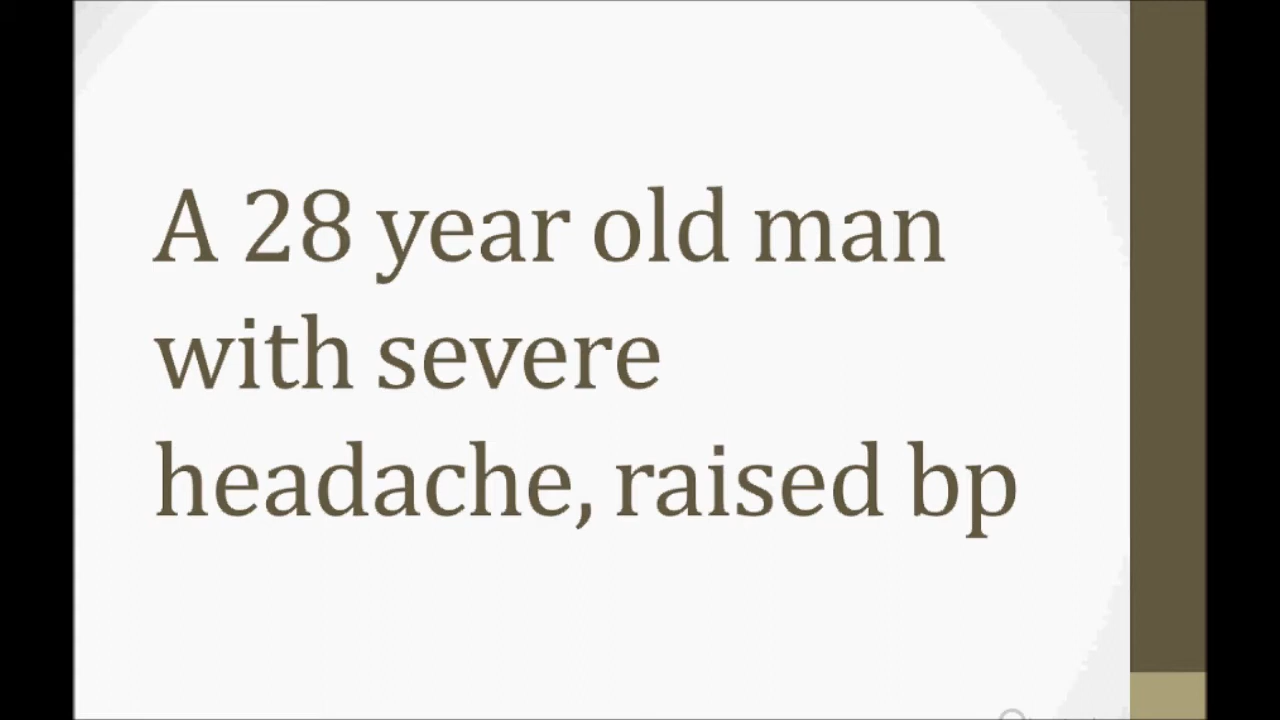 A 28 year old man
with severe
headache, raised bp